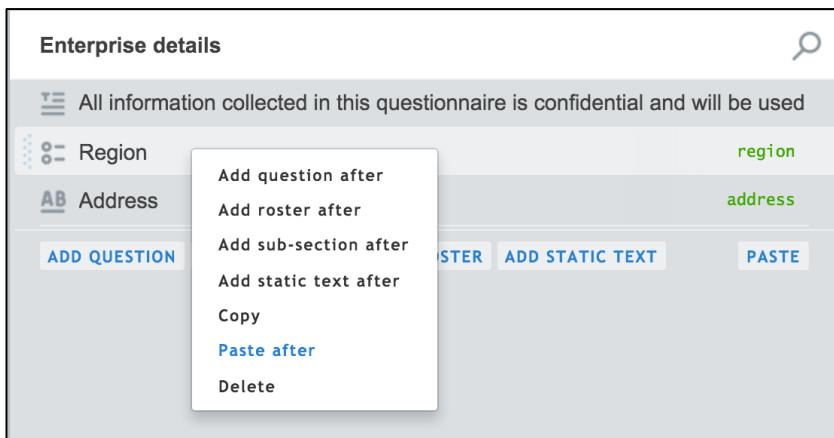 Enterprise details
All information collected in this questionnaire is confidential and will be used
Region region
AB Address address
Add question after
Add roster after
Add sub-section after
Add static text after
Copy
Paste after
Delete
ADD QUESTION ADD STATIC TEXT PASTE